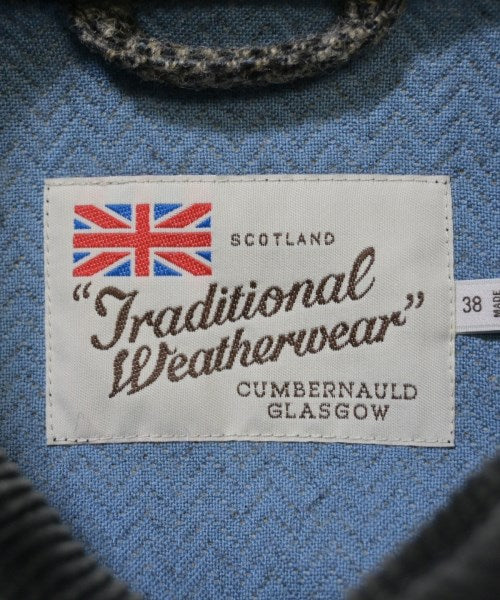 SCOTLAND
"Traditional
Weatherwear"
CUMBERNAULD
GLASGOW
38
MADE